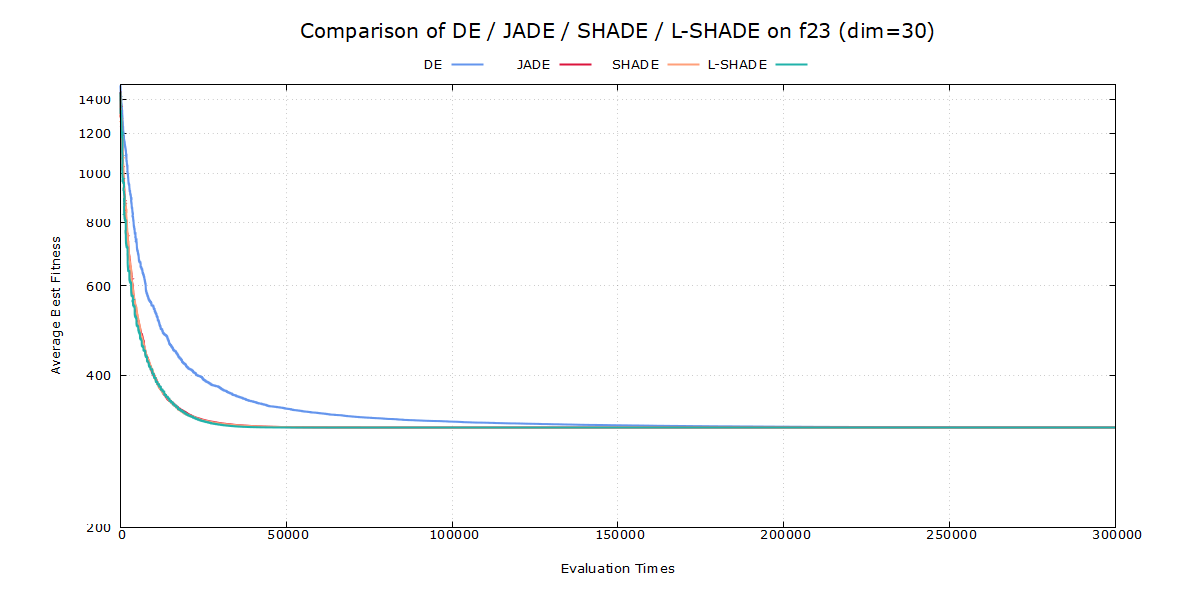 Comparison of DE / JADE / SHADE / L-SHADE on f23 (dim=30)
DE JADE SHADE L-SHADE
1400
1200
1000
800
600
400
200
Average Best Fitness
0 50000 100000 150000 200000 250000 300000
Evaluation Times